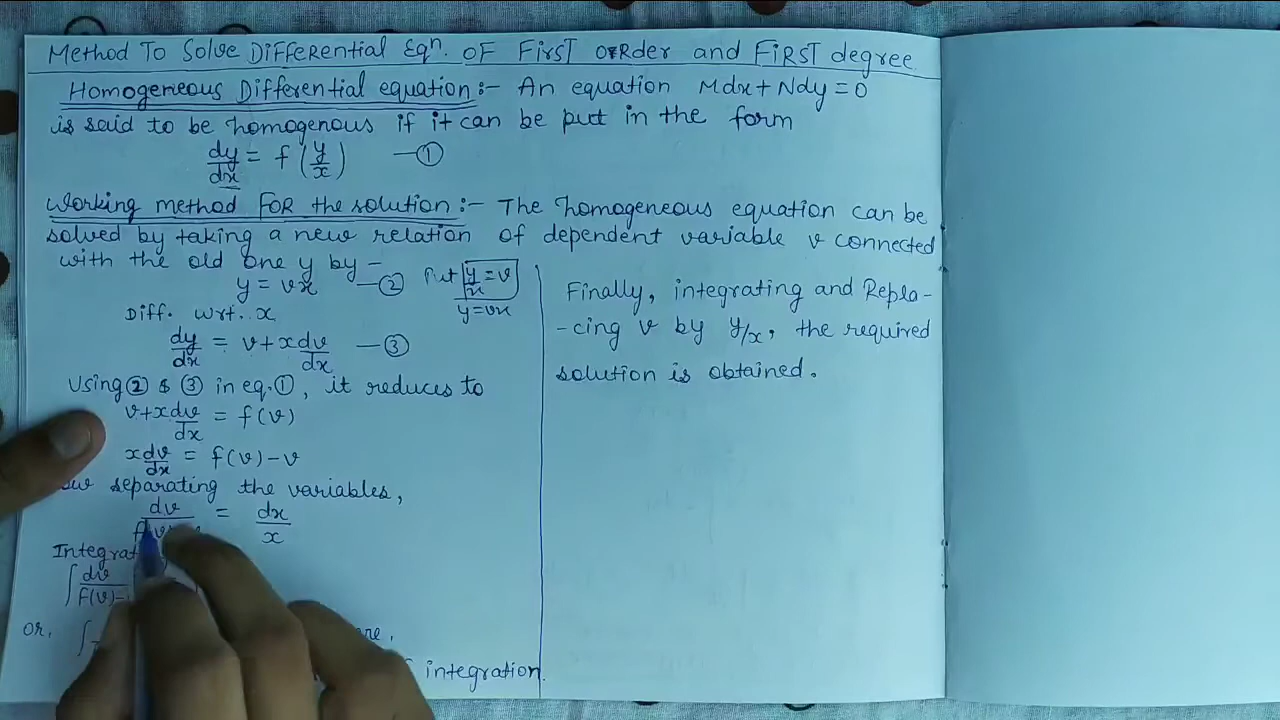 Method To Solve Differential Eqn. OF First oRder and First degree
Homogeneous Differential equation :- An equation Mdx + Ndy = 0
is said to be homogenous if it can be put in the form
dy/dx = f(y/x) —①
Working method FOR the solution :- The homogeneous equation can be
solved by taking a new relation of dependent variable v connected
with the old one y by –
y = vx —② Put y/x = v
y = vx
Diff. wrt. x
dy/dx = v + x dv/dx —③
Using ② & ③ in eq. ①, it reduces to
v + x dv/dx = f(v)
x dv/dx = f(v) – v
separating the variables,
dv = dx/x
∫ dv/f(v)–
or, ∫
integration.
Finally, integrating and Repla-
-cing v by y/x, the required
solution is obtained.